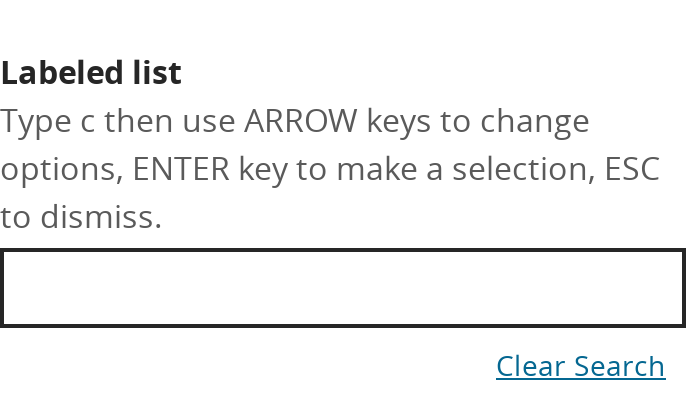 Labeled list
Type c then use ARROW keys to change
options, ENTER key to make a selection, ESC
to dismiss.
Clear Search